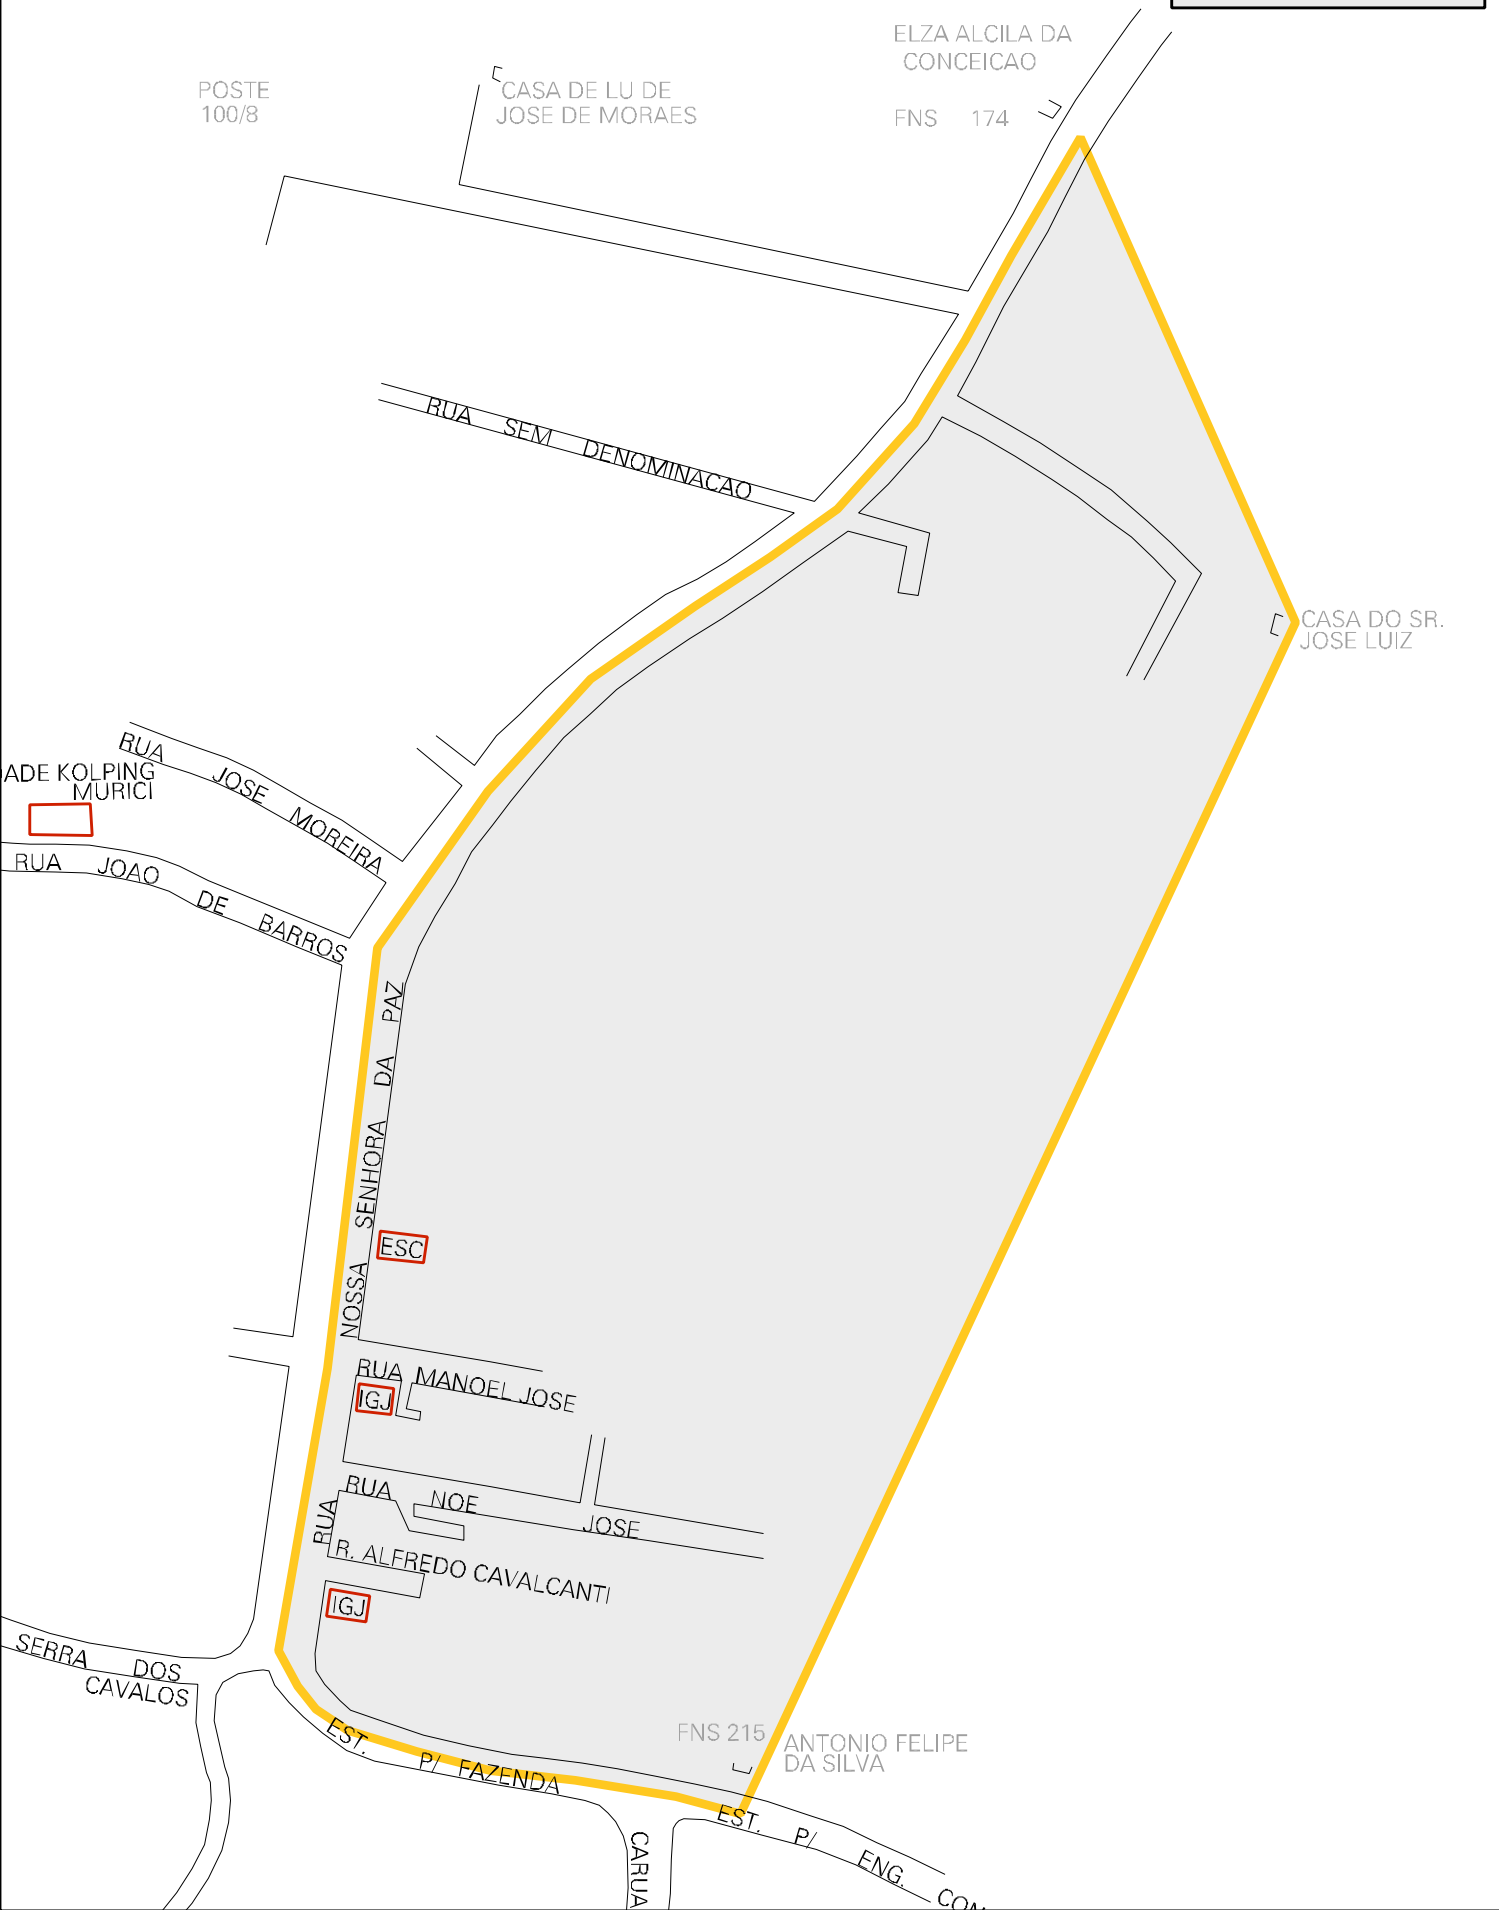 ELZA ALCILA DA
CONCEICAO
FNS 174
POSTE
100/8
CASA DE LU DE
JOSE DE MORAES
RUA SEM DENOMINACAO
CASA DO SR.
JOSE LUIZ
RUA JOSE MOREIRA
KOLPING
MURICI
RUA JOAO DE BARROS
RUA NOSSA SENHORA DA PAZ
ESC
RUA MANOEL JOSE
IGJ
RUA NOE JOSE
R. ALFREDO CAVALCANTI
IGJ
SERRA DOS
CAVALOS
EST. P/ FAZENDA
FNS 215
ANTONIO FELIPE
DA SILVA
EST. P/ ENG.